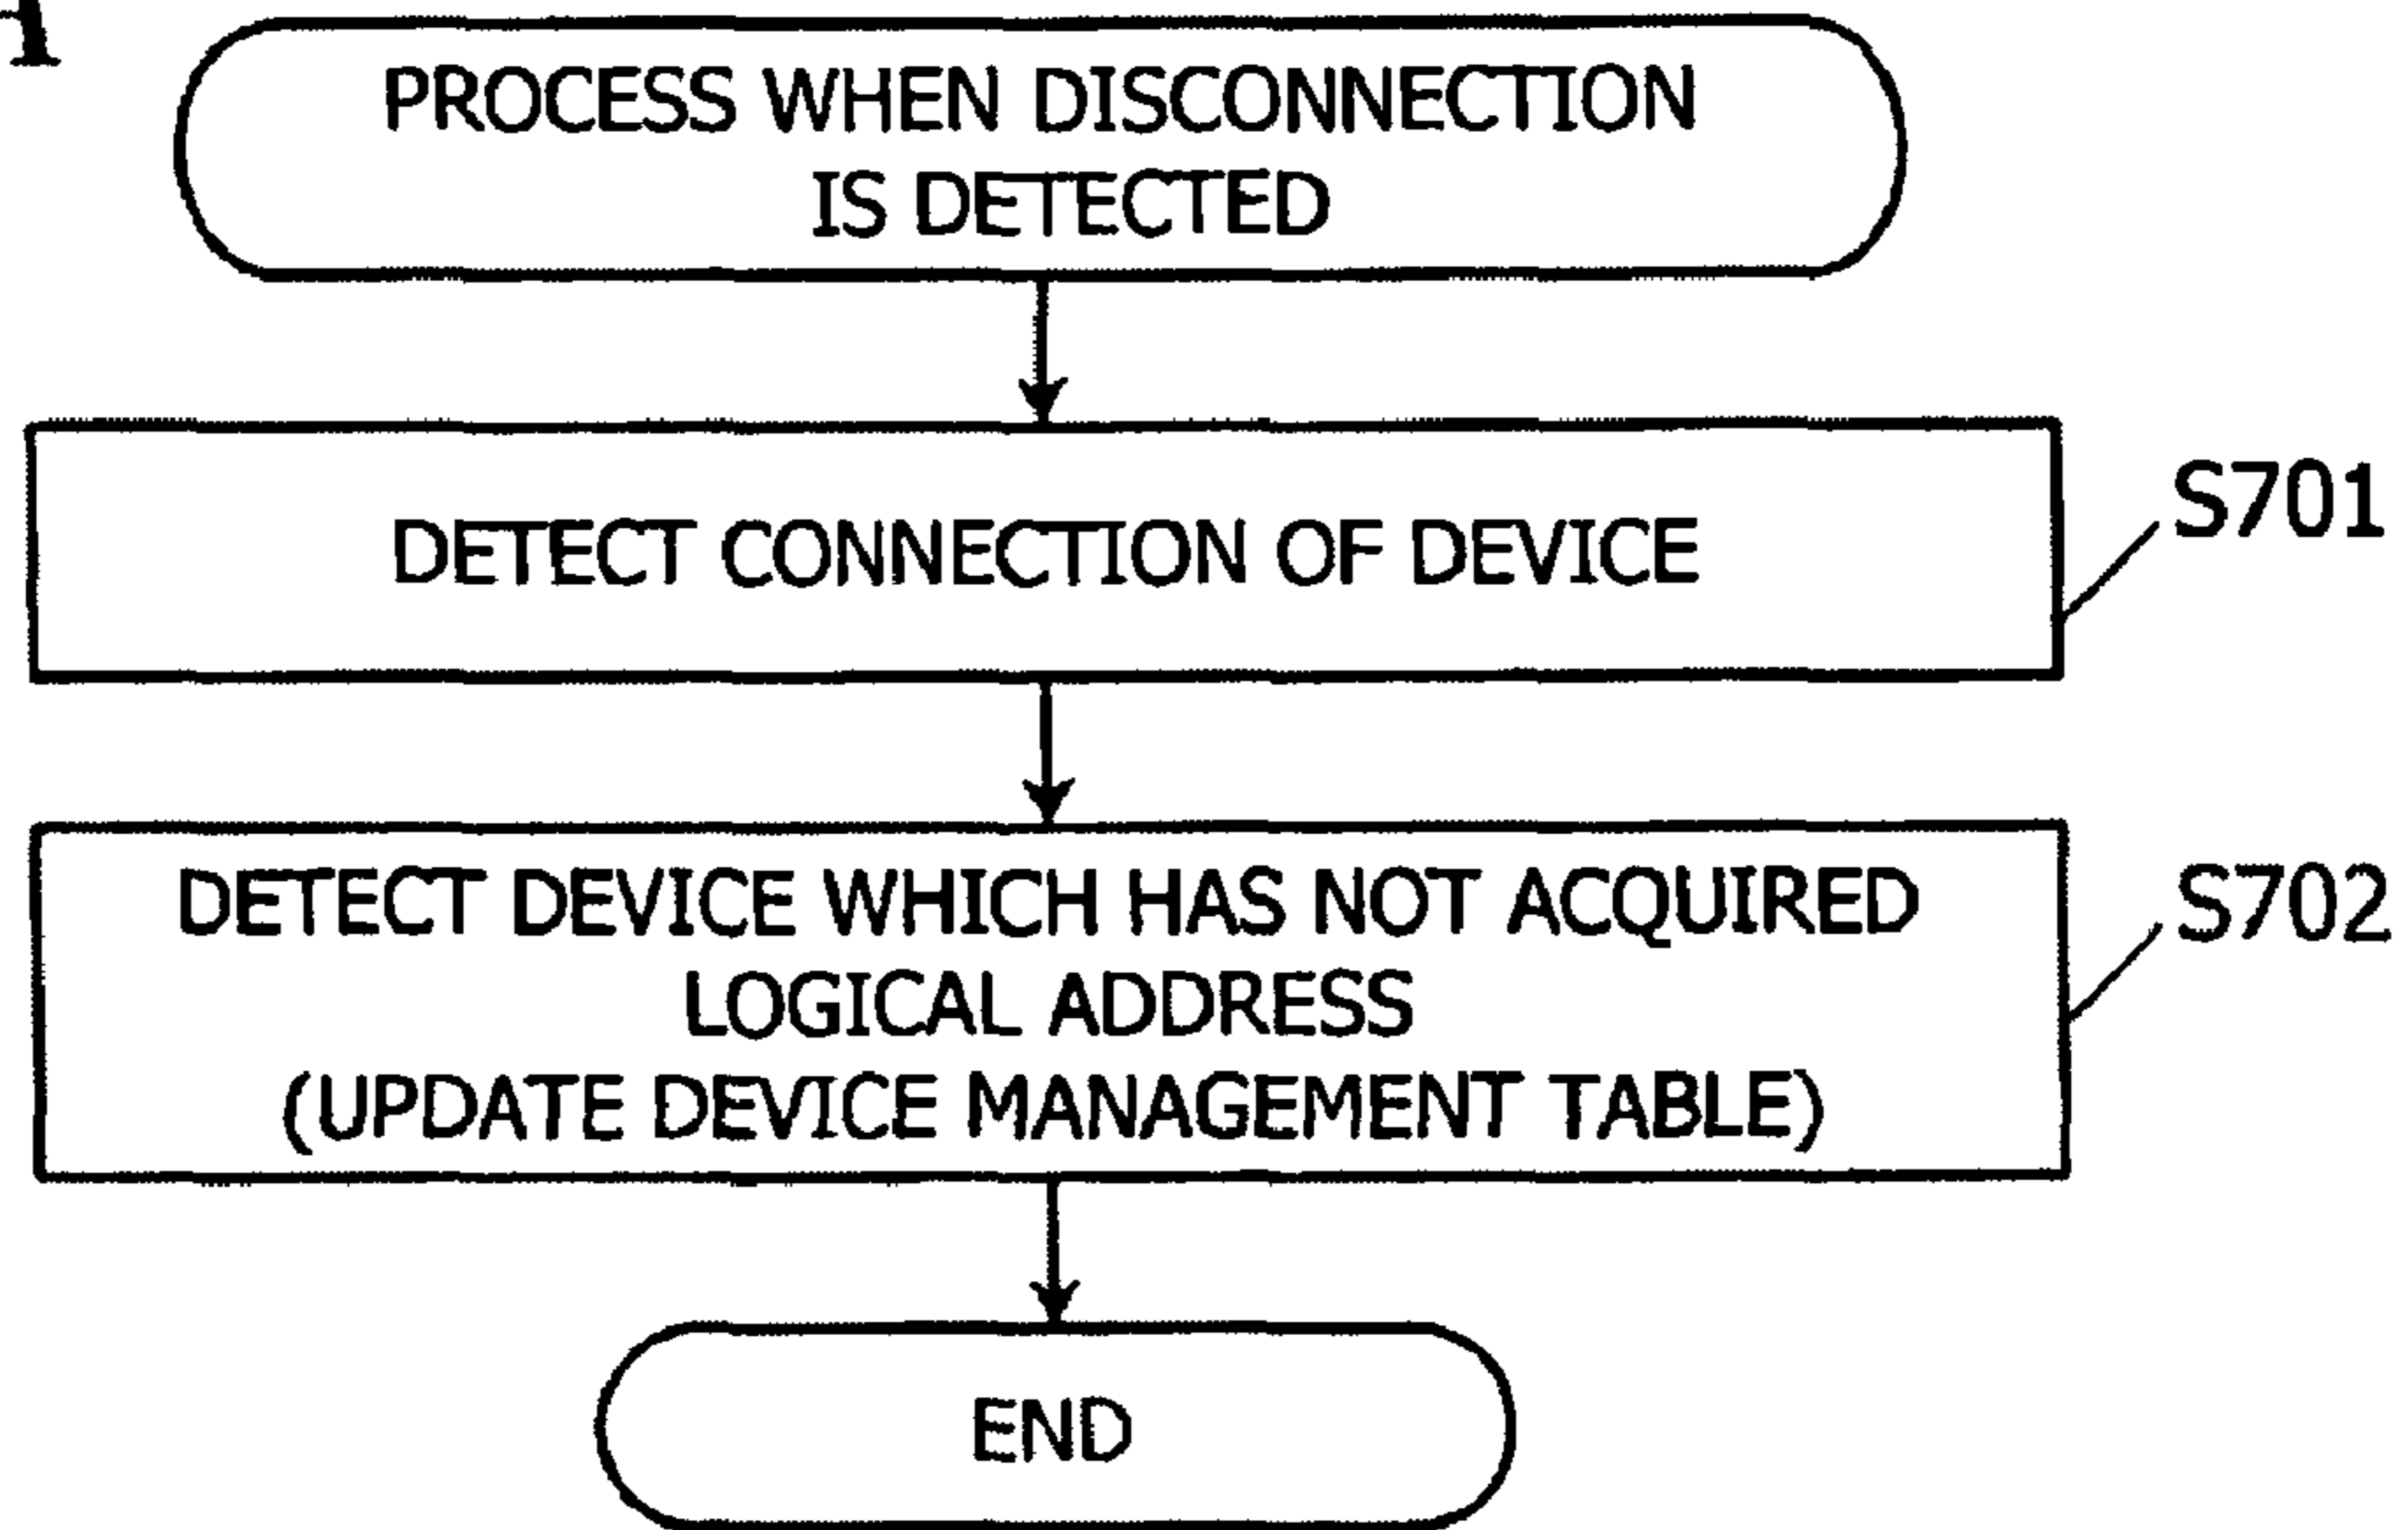 PROCESS WHEN DISCONNECTION
IS DETECTED
DETECT CONNECTION OF DEVICE
S701
DETECT DEVICE WHICH HAS NOT ACQUIRED
LOGICAL ADDRESS
(UPDATE DEVICE MANAGEMENT TABLE)
S702
END